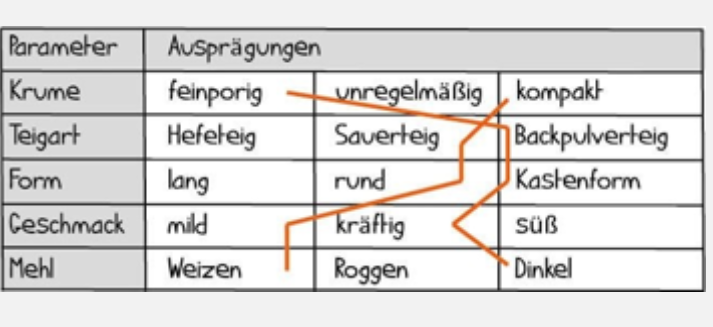 Parameter Ausprägungen
Krume feinporig unregelmäßig kompakt
Teigart Hefeteig Sauerteig Backpulverteig
Form lang rund Kastenform
Geschmack mild kräftig süß
Mehl Weizen Roggen Dinkel